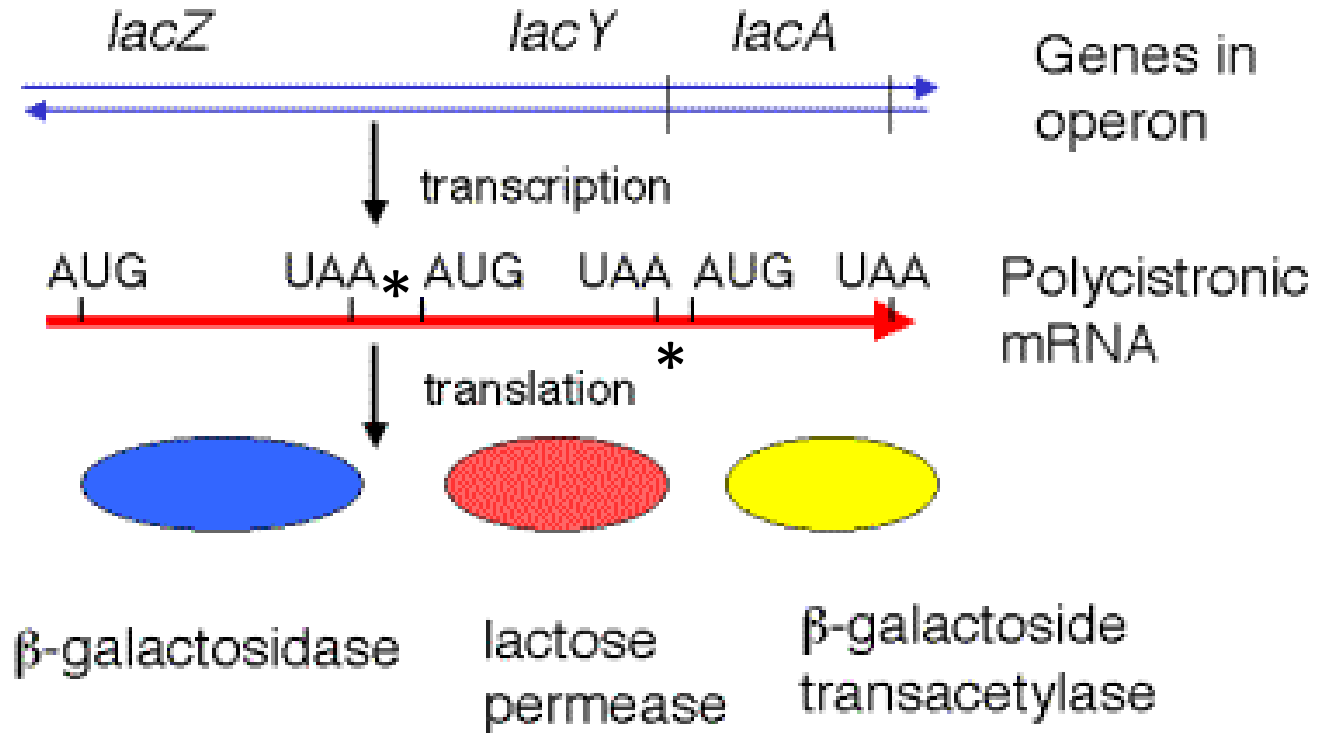 lacZ lacY lacA
Genes in
operon
transcription
AUG UAA * AUG UAA AUG UAA
Polycistronic
mRNA
*
translation
β-galactosidase
lactose
permease
β-galactoside
transacetylase